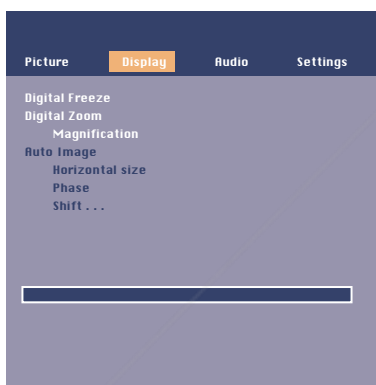 Picture Display Audio Settings
Digital Freeze
Digital Zoom
Magnification
Auto Image
Horizontal size
Phase
Shift . . .